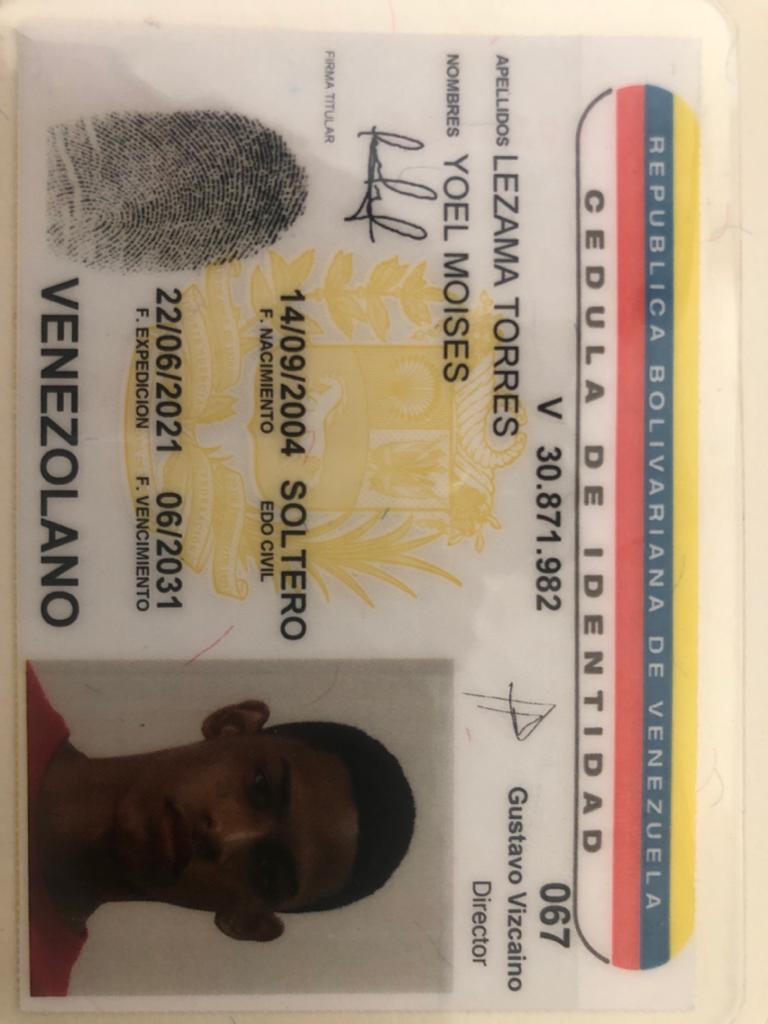 REPUBLICA BOLIVARIANA DE VENEZUELA
CEDULA DE IDENTIDAD
V 30.871.982
067
APELLIDOS LEZAMA TORRES
Gustavo Vizcaino
NOMBRES YOEL MOISES
Director
FIRMA TITULAR
14/09/2004 SOLTERO
F. NACIMIENTO EDO CIVIL
22/06/2021 06/2031
F. EXPEDICION F. VENCIMIENTO
VENEZOLANO